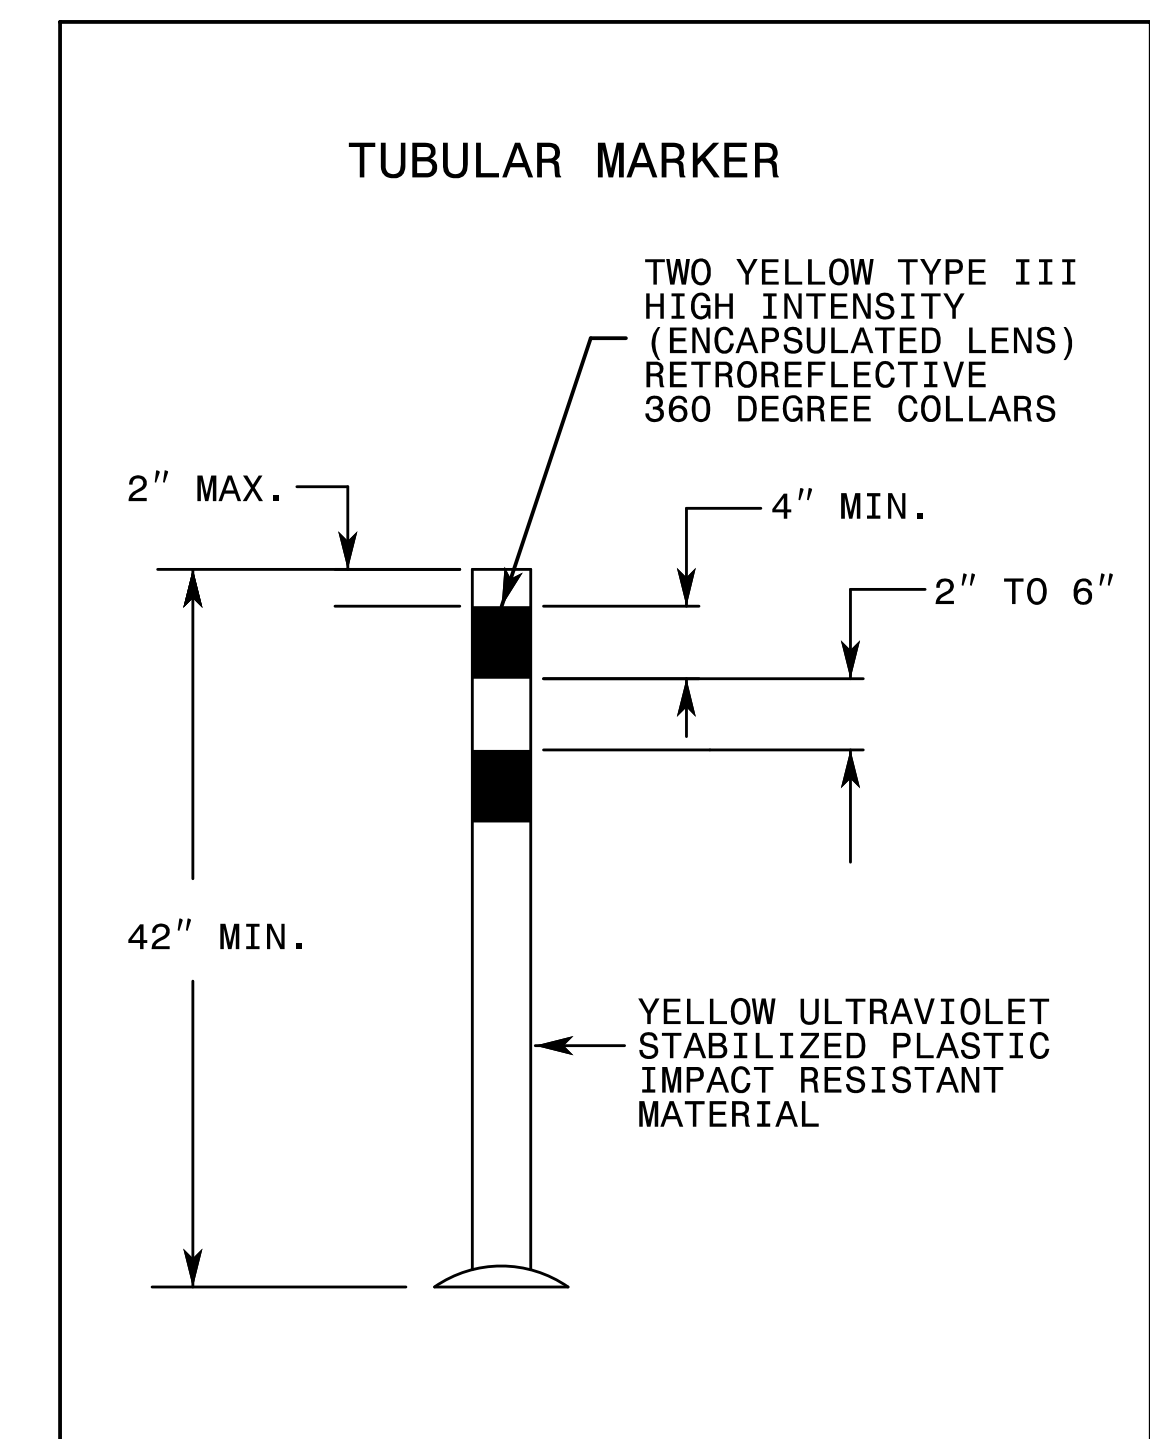 TUBULAR MARKER
TWO YELLOW TYPE III
HIGH INTENSITY
(ENCAPSULATED LENS)
RETROREFLECTIVE
360 DEGREE COLLARS
2" MAX.
4" MIN.
2" TO 6"
42" MIN.
YELLOW ULTRAVIOLET
STABILIZED PLASTIC
IMPACT RESISTANT
MATERIAL